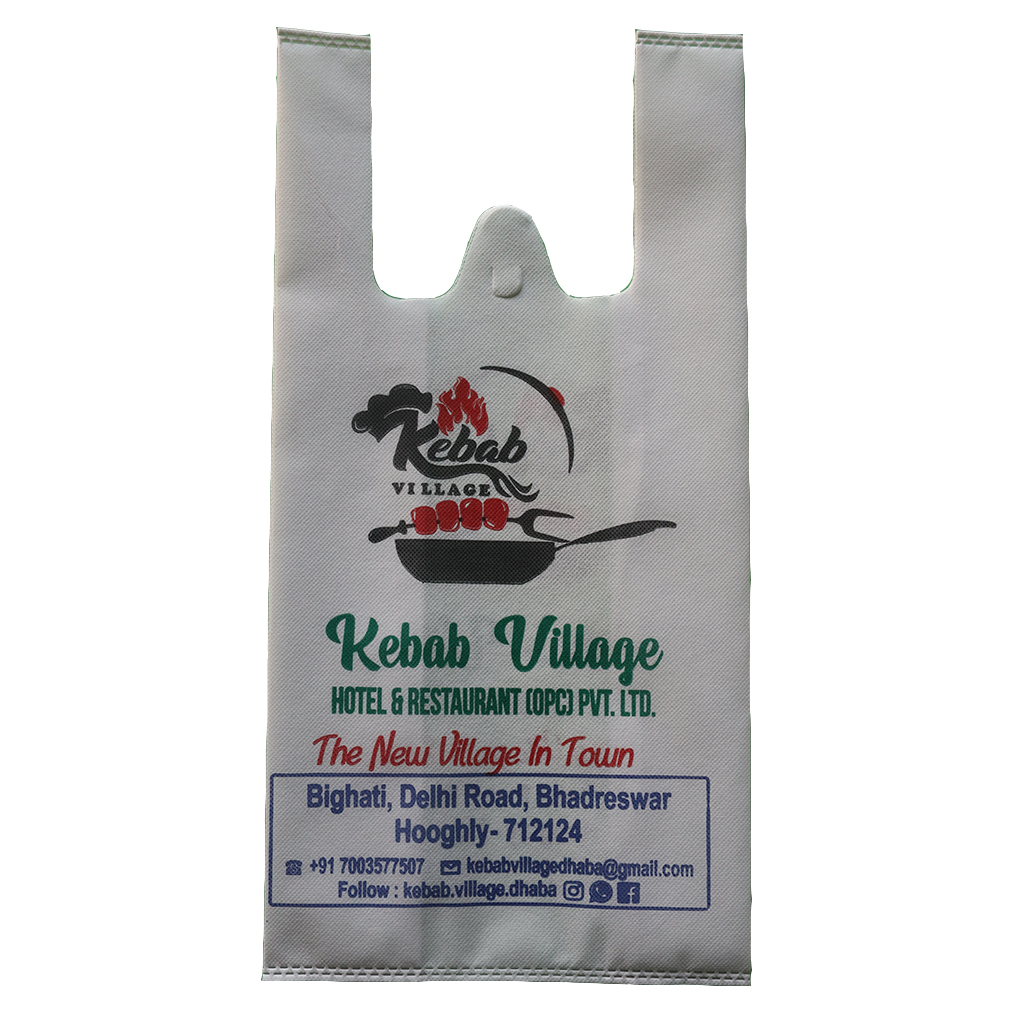 Kebab
VILLAGE
Kebab Village
HOTEL & RESTAURANT (OPC) PVT. LTD.
The New Village In Town
Bighati, Delhi Road, Bhadreswar
Hooghly- 712124
+91 7003577507 kebabvillagedhaba@gmail.com
Follow : kebab.village.dhaba